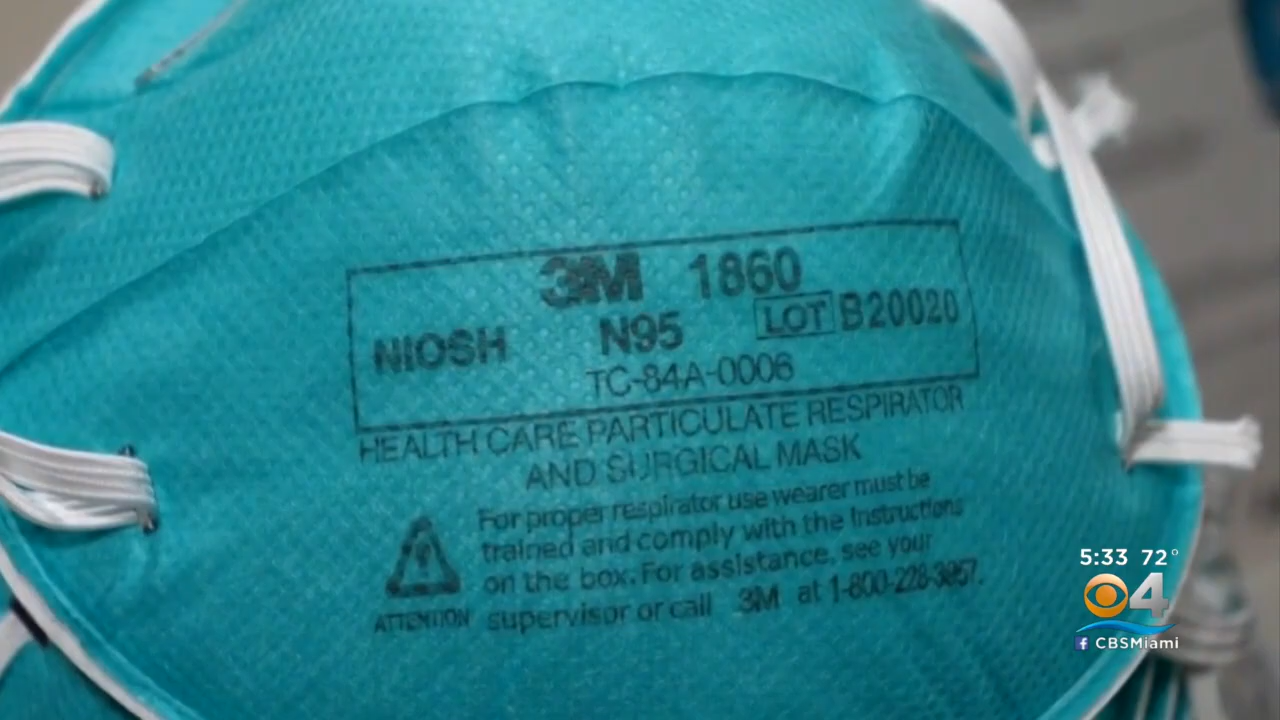 3M 1860
NIOSH N95 LOT B20020
TC-84A-0006
HEALTH CARE PARTICULATE RESPIRATOR
AND SURGICAL MASK
For proper respirator use wearer must be
trained and comply with the Instructions
on the box. For assistance, see your
ATTENTION supervisor or call 3M at 1-800-228-3957.
5:33 72°
4
CBSMiami